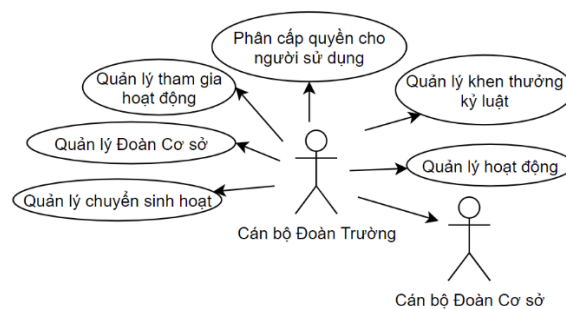 Phân cấp quyền cho
người sử dụng
Quản lý tham gia
hoạt động
Quản lý khen thưởng
kỷ luật
Quản lý Đoàn Cơ sở
Quản lý hoạt động
Quản lý chuyển sinh hoạt
Cán bộ Đoàn Trường
Cán bộ Đoàn Cơ sở